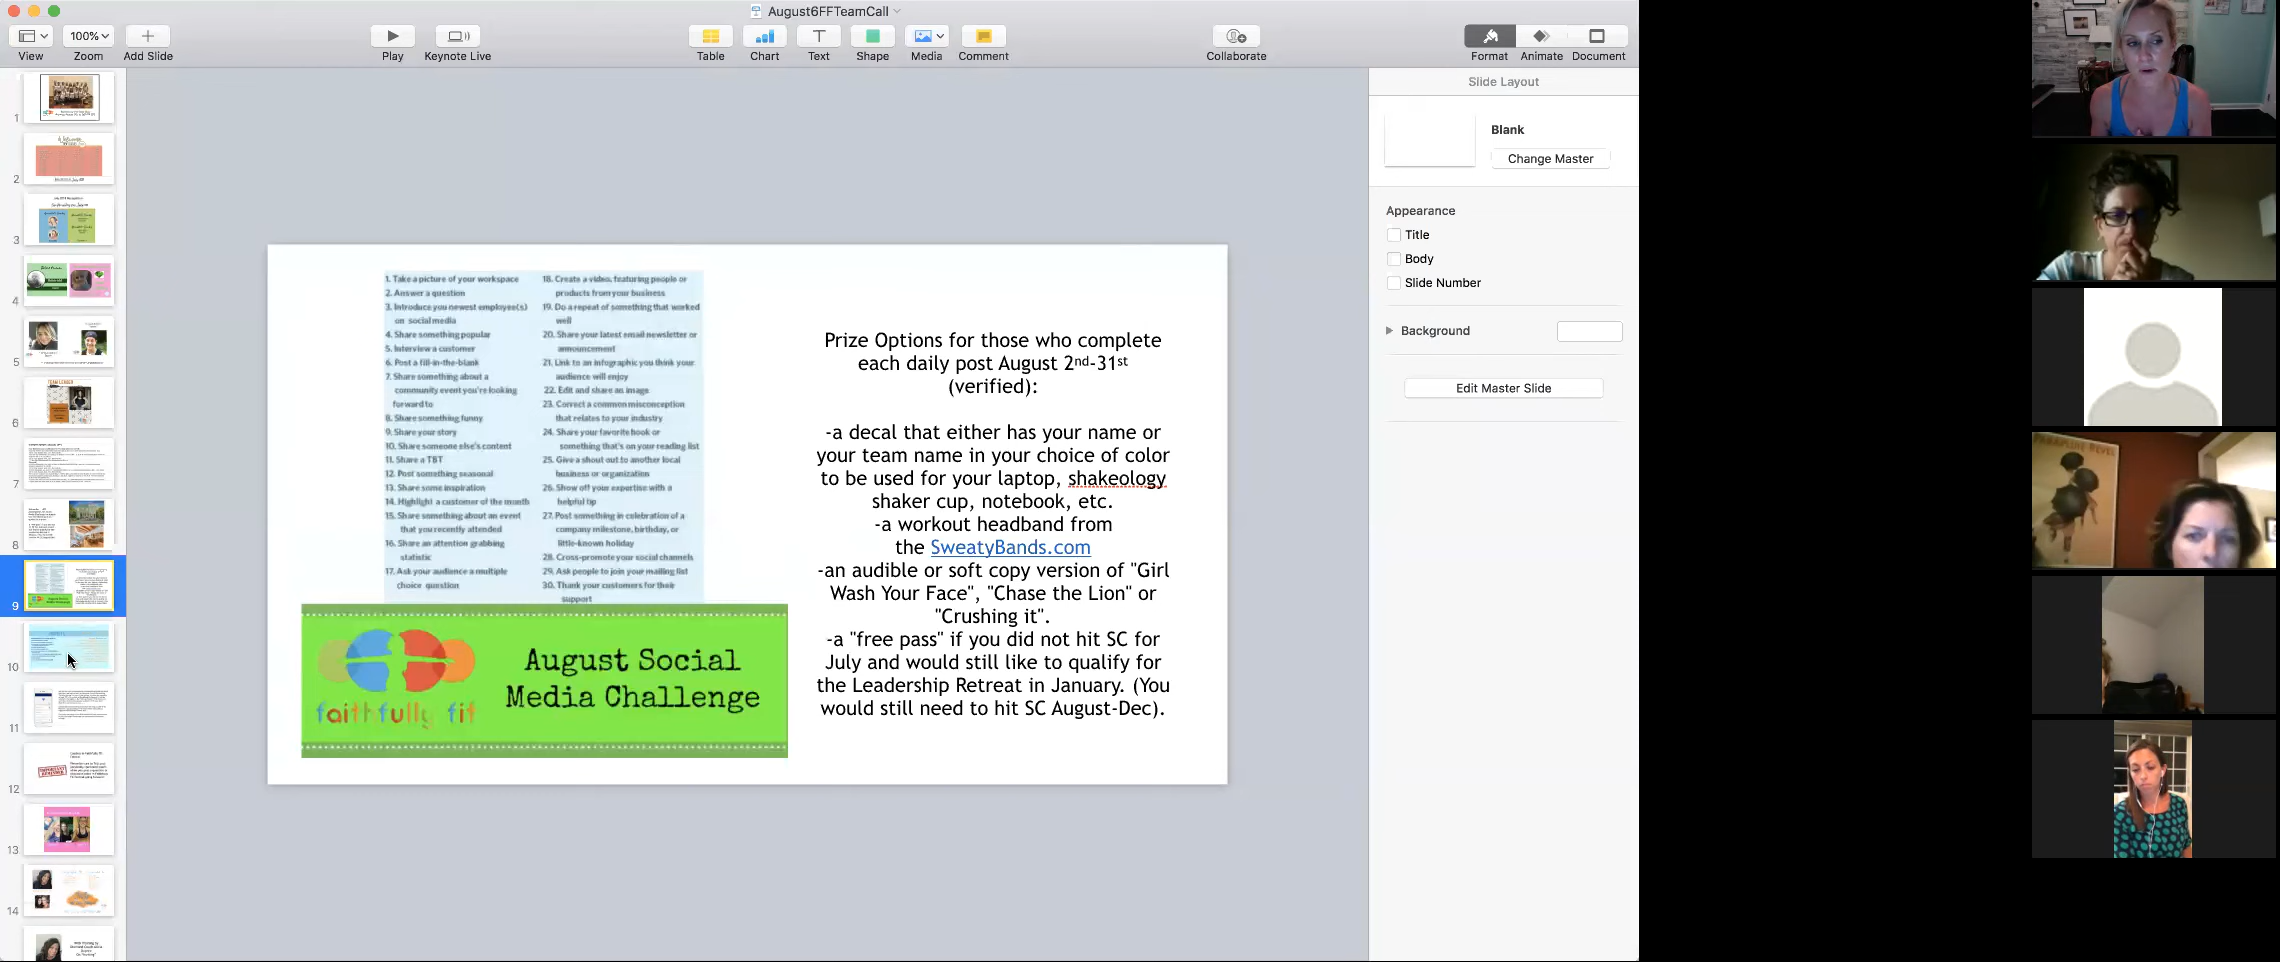 August6FFTeamCall
View
100%
Zoom
Add Slide
Play
Keynote Live
Table
Chart
Text
Shape
Media
Comment
Collaborate
Format
Animate
Document
1
2
3
4
5
6
7
8
9
10
11
12
13
14
1. Take a picture of your workspace
2. Answer a question
3. Introduce you newest employee(s)
on social media
4. Share something popular
5. Interview a customer
6. Post a fill-in-the-blank
7. Share something about a
community event you're looking
forward to
8. Share something funny
9. Share your story
10. Share someone else's content
11. Share a TBT
12. Post something seasonal
13. Share some inspiration
14. Highlight a customer of the month
15. Share something about an event
that you recently attended
16. Share an attention grabbing
statistic
17. Ask your audience a multiple
choice question
18. Create a video, featuring people or
products from your business
19. Do a repeat of something that worked
well
20. Share your latest email newsletter or
announcement
21. Link to an infographic you think your
audience will enjoy
22. Edit and share an image
23. Correct a common misconception
that relates to your industry
24. Share your favorite book or
something that's on your reading list
25. Give a shout out to another local
business or organization
26. Show off your expertise with a
helpful tip
27. Post something in celebration of a
company milestone, birthday, or
little-known holiday
28. Cross-promote your social channels
29. Ask people to join your mailing list
30. Thank your customers for their
support
faithfully fit
August Social
Media Challenge
Prize Options for those who complete
each daily post August 2nd-31st
(verified):
-a decal that either has your name or
your team name in your choice of color
to be used for your laptop, shakeology
shaker cup, notebook, etc.
-a workout headband from
the SweatyBands.com
-an audible or soft copy version of "Girl
Wash Your Face", "Chase the Lion" or
"Crushing it".
-a "free pass" if you did not hit SC for
July and would still like to qualify for
the Leadership Retreat in January. (You
would still need to hit SC August-Dec).
Slide Layout
Blank
Change Master
Appearance
Title
Body
Slide Number
Background
Edit Master Slide